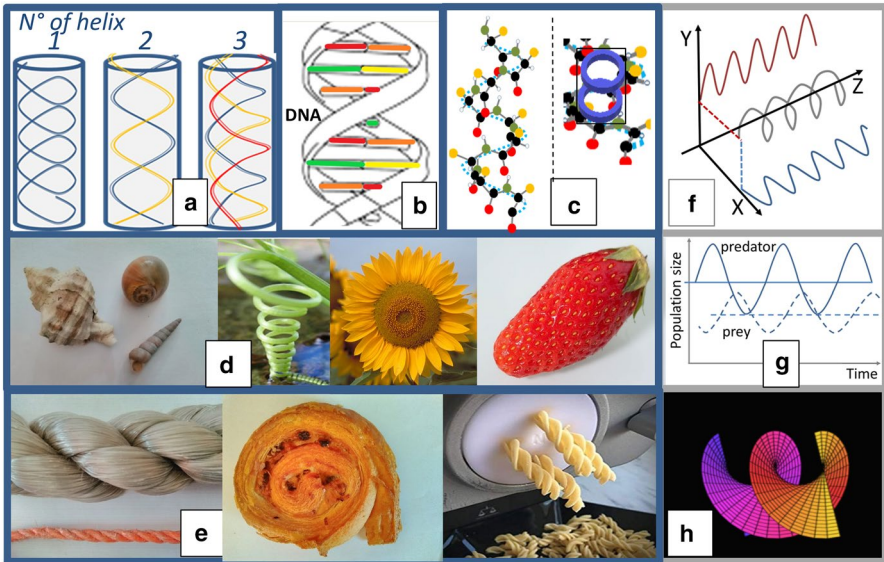 N° of helix
1 2 3
a
DNA
b
c
Y
Z
X
f
d
Population size
predator
prey
g
Time
e
h